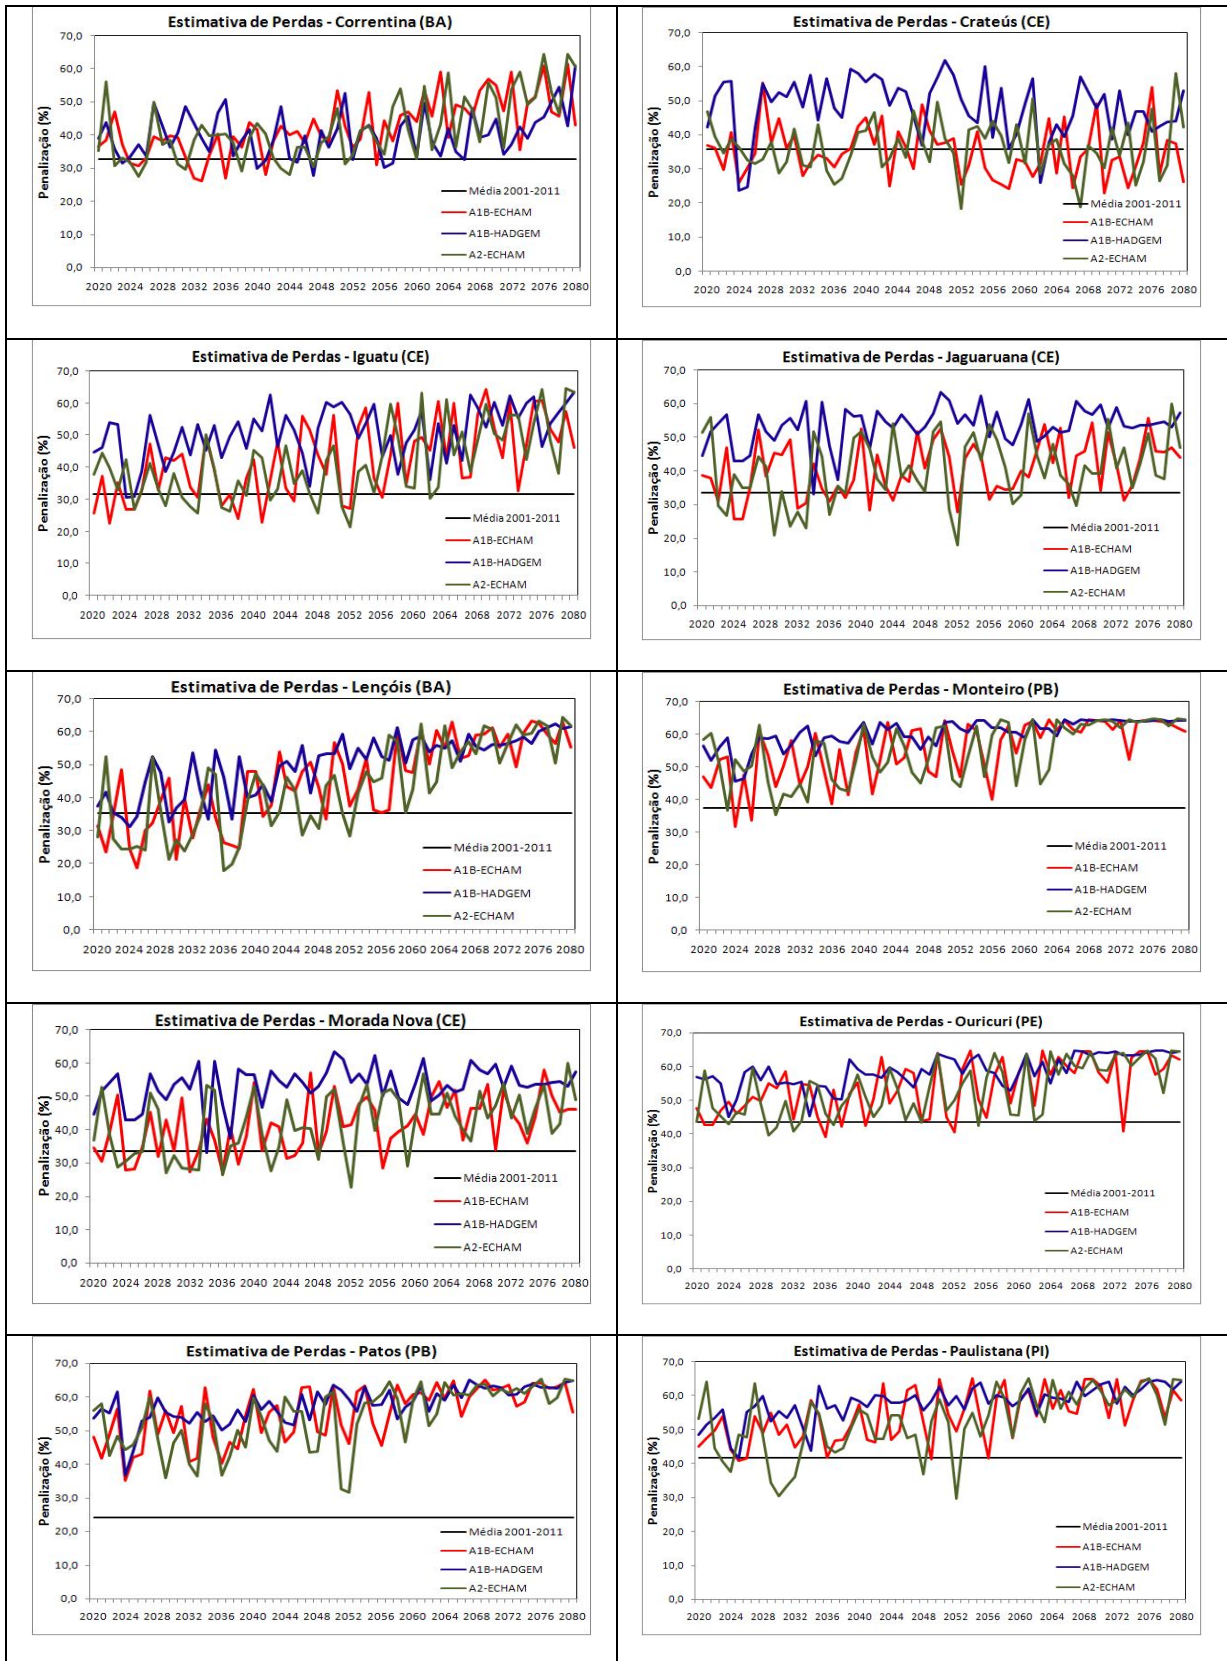 Estimativa de Perdas - Correntina (BA)
Penalização (%)
70,0
60,0
50,0
40,0
30,0
20,0
10,0
0,0
2020 2024 2028 2032 2036 2040 2044 2048 2052 2056 2060 2064 2068 2072 2076 2080
Média 2001-2011
A1B-ECHAM
A1B-HADGEM
A2-ECHAM
Estimativa de Perdas - Crateús (CE)
Penalização (%)
70,0
60,0
50,0
40,0
30,0
20,0
10,0
0,0
2020 2024 2028 2032 2036 2040 2044 2048 2052 2056 2060 2064 2068 2072 2076 2080
Média 2001-2011
A1B-ECHAM
A1B-HADGEM
A2-ECHAM
Estimativa de Perdas - Iguatu (CE)
Penalização (%)
70,0
60,0
50,0
40,0
30,0
20,0
10,0
0,0
2020 2024 2028 2032 2036 2040 2044 2048 2052 2056 2060 2064 2068 2072 2076 2080
Média 2001-2011
A1B-ECHAM
A1B-HADGEM
A2-ECHAM
Estimativa de Perdas - Jaguaruana (CE)
Penalização (%)
70,0
60,0
50,0
40,0
30,0
20,0
10,0
0,0
2020 2024 2028 2032 2036 2040 2044 2048 2052 2056 2060 2064 2068 2072 2076 2080
Média 2001-2011
A1B-ECHAM
A1B-HADGEM
A2-ECHAM
Estimativa de Perdas - Lençóis (BA)
Penalização (%)
70,0
60,0
50,0
40,0
30,0
20,0
10,0
0,0
2020 2024 2028 2032 2036 2040 2044 2048 2052 2056 2060 2064 2068 2072 2076 2080
Média 2001-2011
A1B-ECHAM
A1B-HADGEM
A2-ECHAM
Estimativa de Perdas - Monteiro (PB)
Penalização (%)
70,0
60,0
50,0
40,0
30,0
20,0
10,0
0,0
2020 2024 2028 2032 2036 2040 2044 2048 2052 2056 2060 2064 2068 2072 2076 2080
Média 2001-2011
A1B-ECHAM
A1B-HADGEM
A2-ECHAM
Estimativa de Perdas - Morada Nova (CE)
Penalização (%)
70,0
60,0
50,0
40,0
30,0
20,0
10,0
0,0
2020 2024 2028 2032 2036 2040 2044 2048 2052 2056 2060 2064 2068 2072 2076 2080
Média 2001-2011
A1B-ECHAM
A1B-HADGEM
A2-ECHAM
Estimativa de Perdas - Ouricuri (PE)
Penalização (%)
70,0
60,0
50,0
40,0
30,0
20,0
10,0
0,0
2020 2024 2028 2032 2036 2040 2044 2048 2052 2056 2060 2064 2068 2072 2076 2080
Média 2001-2011
A1B-ECHAM
A1B-HADGEM
A2-ECHAM
Estimativa de Perdas - Patos (PB)
Penalização (%)
70,0
60,0
50,0
40,0
30,0
20,0
10,0
0,0
2020 2024 2028 2032 2036 2040 2044 2048 2052 2056 2060 2064 2068 2072 2076 2080
Média 2001-2011
A1B-ECHAM
A1B-HADGEM
A2-ECHAM
Estimativa de Perdas - Paulistana (PI)
Penalização (%)
70,0
60,0
50,0
40,0
30,0
20,0
10,0
0,0
2020 2024 2028 2032 2036 2040 2044 2048 2052 2056 2060 2064 2068 2072 2076 2080
Média 2001-2011
A1B-ECHAM
A1B-HADGEM
A2-ECHAM